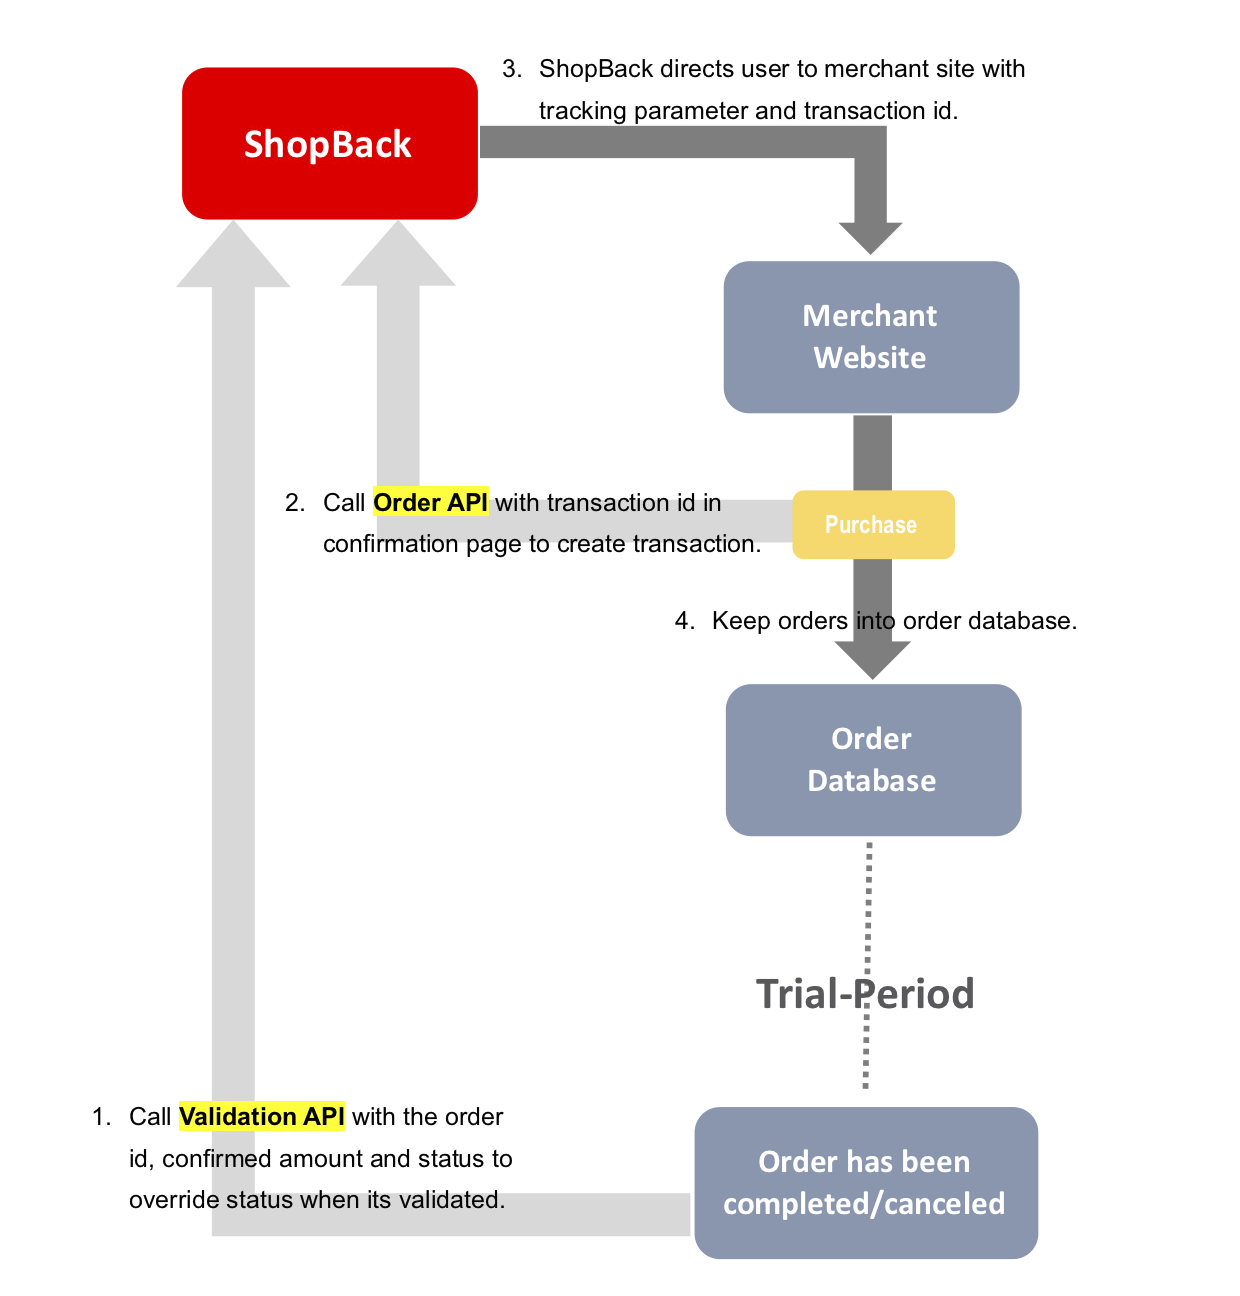 3. ShopBack directs user to merchant site with
tracking parameter and transaction id.
ShopBack
Merchant
Website
2. Call Order API with transaction id in
confirmation page to create transaction.
Purchase
4. Keep orders into order database.
Order
Database
Trial-Period
1. Call Validation API with the order
id, confirmed amount and status to
override status when its validated.
Order has been
completed/canceled